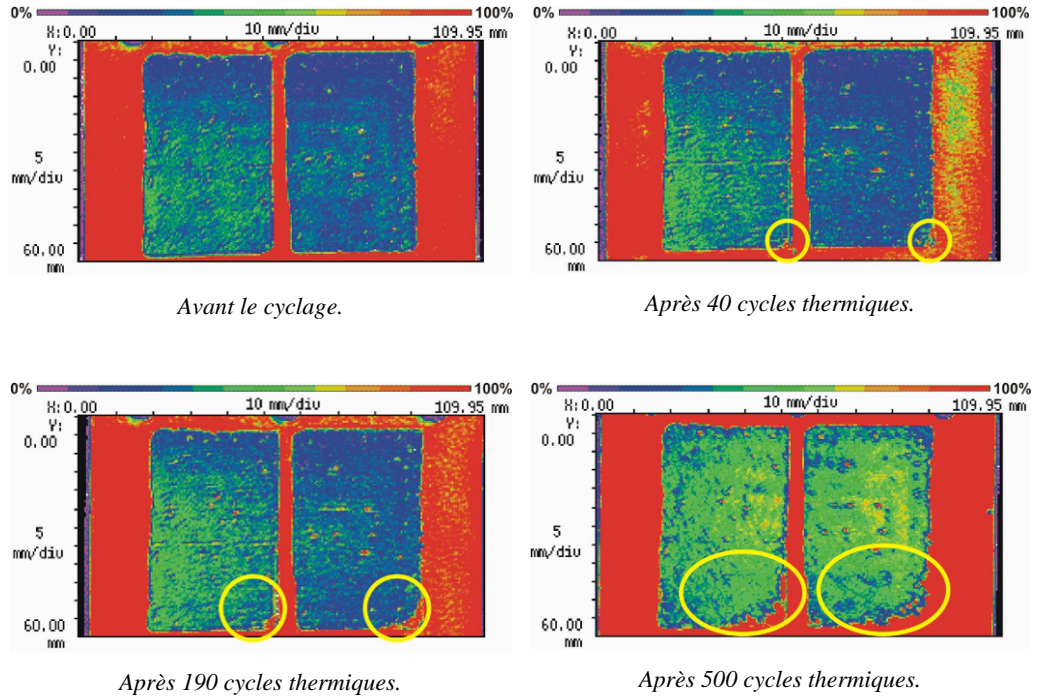 0% 100%
X:0.00 10 mm/div 109.95 mm
Y:
0.00
5
mm/div
60.00
mm
Avant le cyclage.
0% 100%
X:0.00 10 mm/div 109.95 mm
Y:
0.00
5
mm/div
60.00
mm
Après 40 cycles thermiques.
0% 100%
X:0.00 10 mm/div 109.95 mm
Y:
0.00
5
mm/div
60.00
mm
Après 190 cycles thermiques.
0% 100%
X:0.00 10 mm/div 109.95 mm
Y:
0.00
5
mm/div
60.00
mm
Après 500 cycles thermiques.